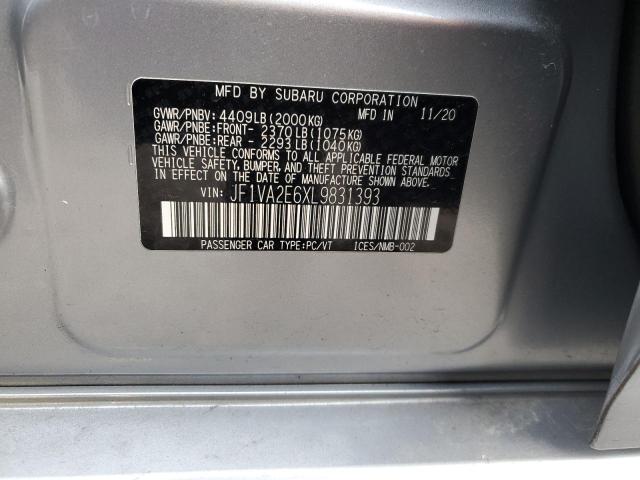 MFD BY SUBARU CORPORATION
GVWR/PNBV: 4409LB(2000KG) MFD IN 11/20
GAWR/PNBE:FRONT- 2370LB(1075KG)
GAWR/PNBE:REAR - 2293LB(1040KG)
THIS VEHICLE CONFORMS TO ALL APPLICABLE FEDERAL MOTOR
VEHICLE SAFETY, BUMPER, AND THEFT PREVENTION STANDARDS
IN EFFECT ON THE DATE OF MANUFACTURE SHOWN ABOVE.
VIN: JF1VA2E6XL9831393
PASSENGER CAR TYPE:PC/VT ICES/NMB-002